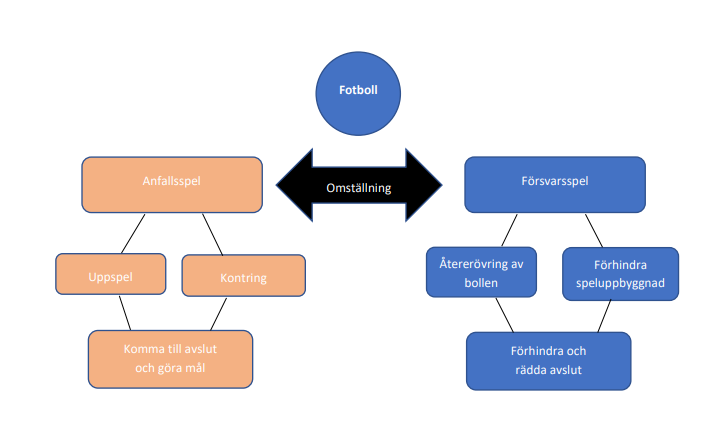 Fotboll
Anfallsspel
Omställning
Försvarsspel
Uppspel
Kontring
Återerövring av
bollen
Förhindra
speluppbyggnad
Komma till avslut
och göra mål
Förhindra och
rädda avslut